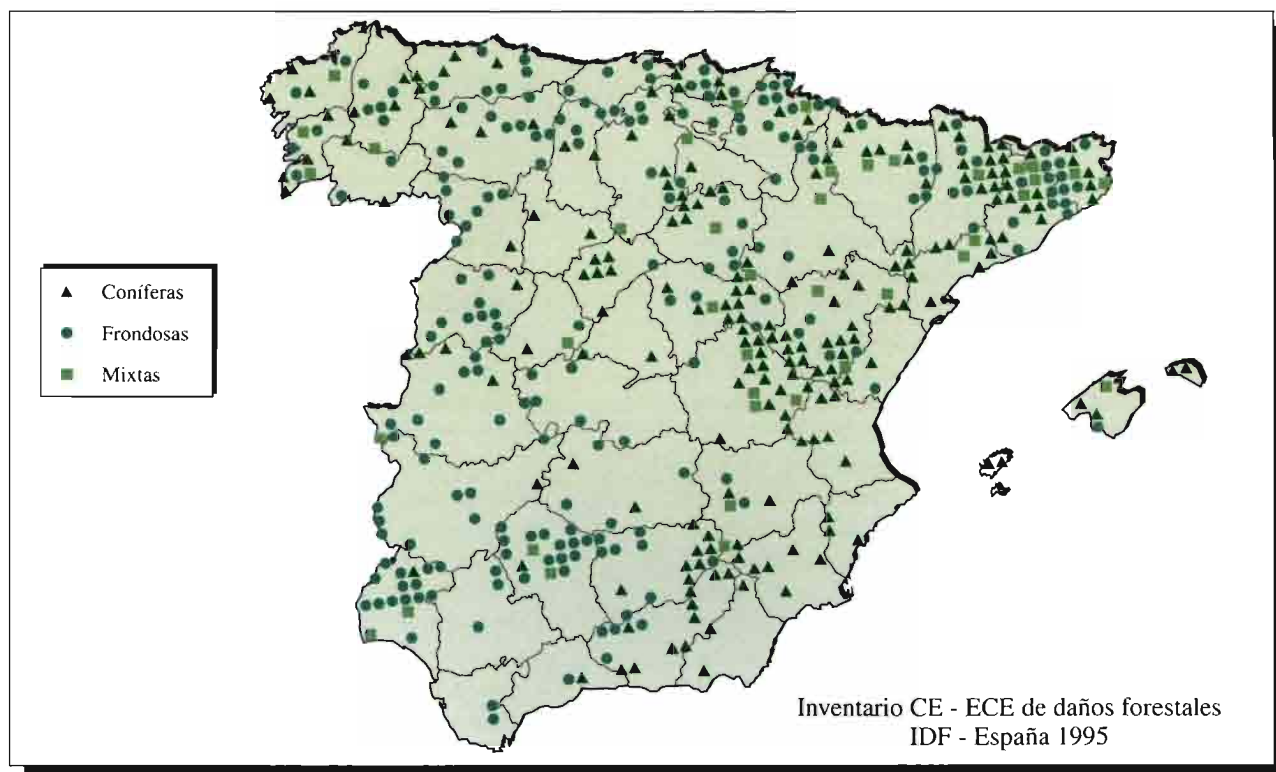 Coníferas
Frondosas
Mixtas
Inventario CE - ECE de daños forestales
IDF - España 1995